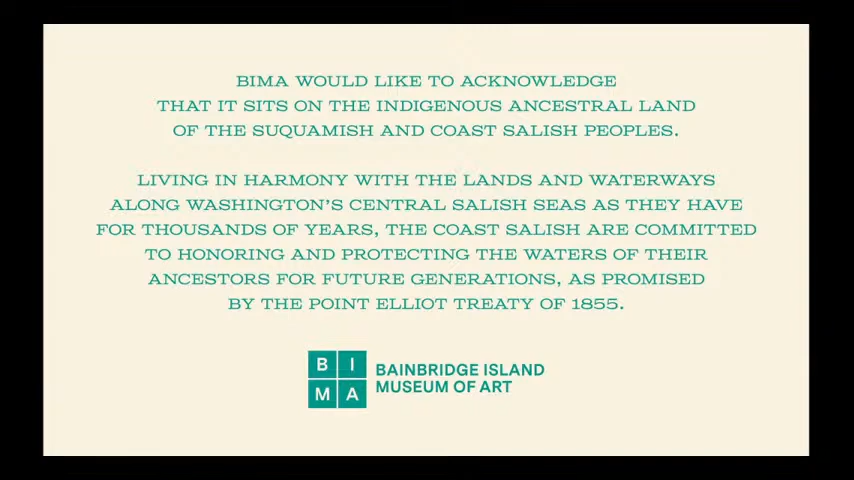 BIMA WOULD LIKE TO ACKNOWLEDGE
THAT IT SITS ON THE INDIGENOUS ANCESTRAL LAND
OF THE SUQUAMISH AND COAST SALISH PEOPLES.
LIVING IN HARMONY WITH THE LANDS AND WATERWAYS
ALONG WASHINGTON'S CENTRAL SALISH SEAS AS THEY HAVE
FOR THOUSANDS OF YEARS, THE COAST SALISH ARE COMMITTED
TO HONORING AND PROTECTING THE WATERS OF THEIR
ANCESTORS FOR FUTURE GENERATIONS, AS PROMISED
BY THE POINT ELLIOT TREATY OF 1855.
B I
M A
BAINBRIDGE ISLAND
MUSEUM OF ART